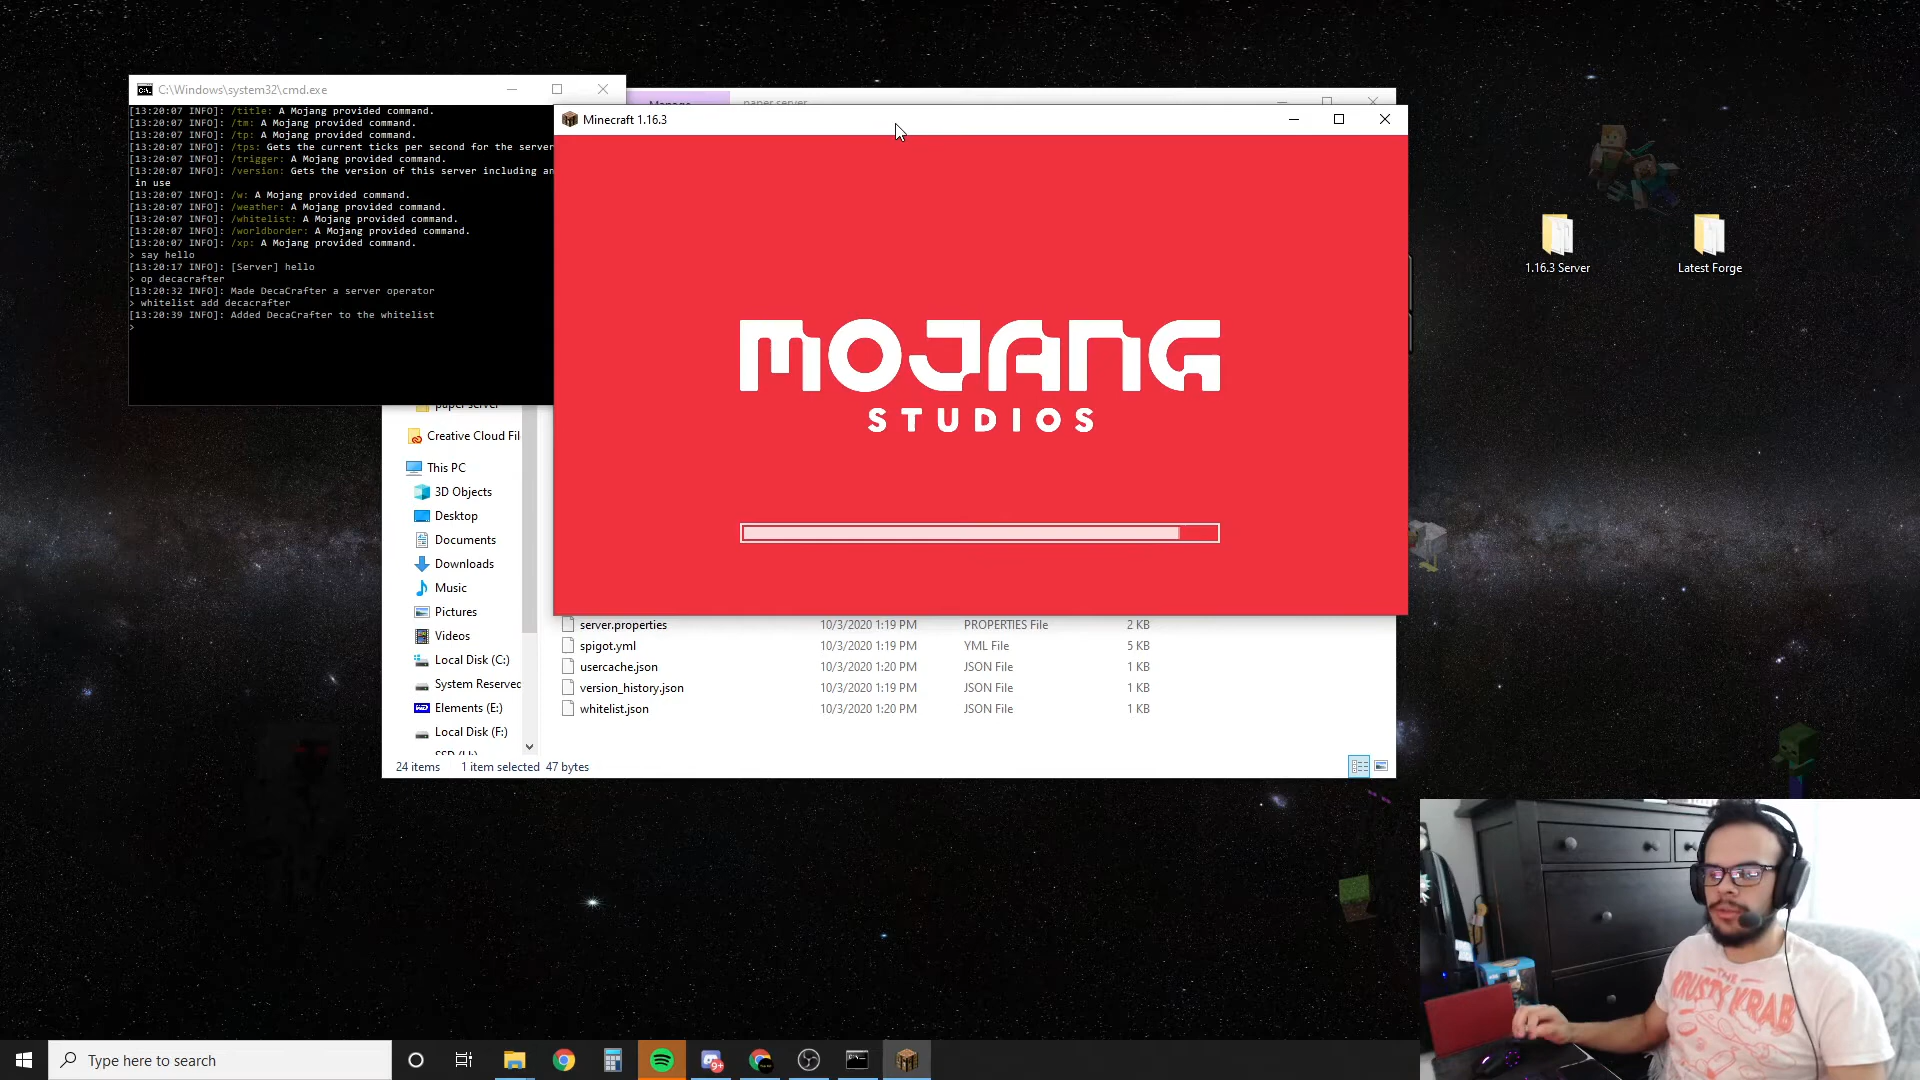 C:\Windows\system32\cmd.exe
[13:20:07 INFO]: /title: A Mojang provided command.
[13:20:07 INFO]: /tm: A Mojang provided command.
[13:20:07 INFO]: /tp: A Mojang provided command.
[13:20:07 INFO]: /tps: Gets the current ticks per second for the server
[13:20:07 INFO]: /trigger: A Mojang provided command.
[13:20:07 INFO]: /version: Gets the version of this server including an
in use
[13:20:07 INFO]: /w: A Mojang provided command.
[13:20:07 INFO]: /weather: A Mojang provided command.
[13:20:07 INFO]: /whitelist: A Mojang provided command.
[13:20:07 INFO]: /worldborder: A Mojang provided command.
[13:20:07 INFO]: /xp: A Mojang provided command.
> say hello
[13:20:17 INFO]: [Server] hello
> op decacrafter
[13:20:32 INFO]: Made DecaCrafter a server operator
> whitelist add decacrafter
[13:20:39 INFO]: Added DecaCrafter to the whitelist
>
Manage
paper server
Minecraft 1.16.3
MOJANG
STUDIOS
1.16.3 Server
Latest Forge
paper server
Creative Cloud Fil
This PC
3D Objects
Desktop
Documents
Downloads
Music
Pictures
Videos
Local Disk (C:)
System Reserved
Elements (E:)
Local Disk (F:)
server.properties 10/3/2020 1:19 PM PROPERTIES File 2 KB
spigot.yml 10/3/2020 1:19 PM YML File 5 KB
usercache.json 10/3/2020 1:20 PM JSON File 1 KB
version_history.json 10/3/2020 1:19 PM JSON File 1 KB
whitelist.json 10/3/2020 1:20 PM JSON File 1 KB
24 items 1 item selected 47 bytes
THE
KRUSTY KRAB
Type here to search
9+